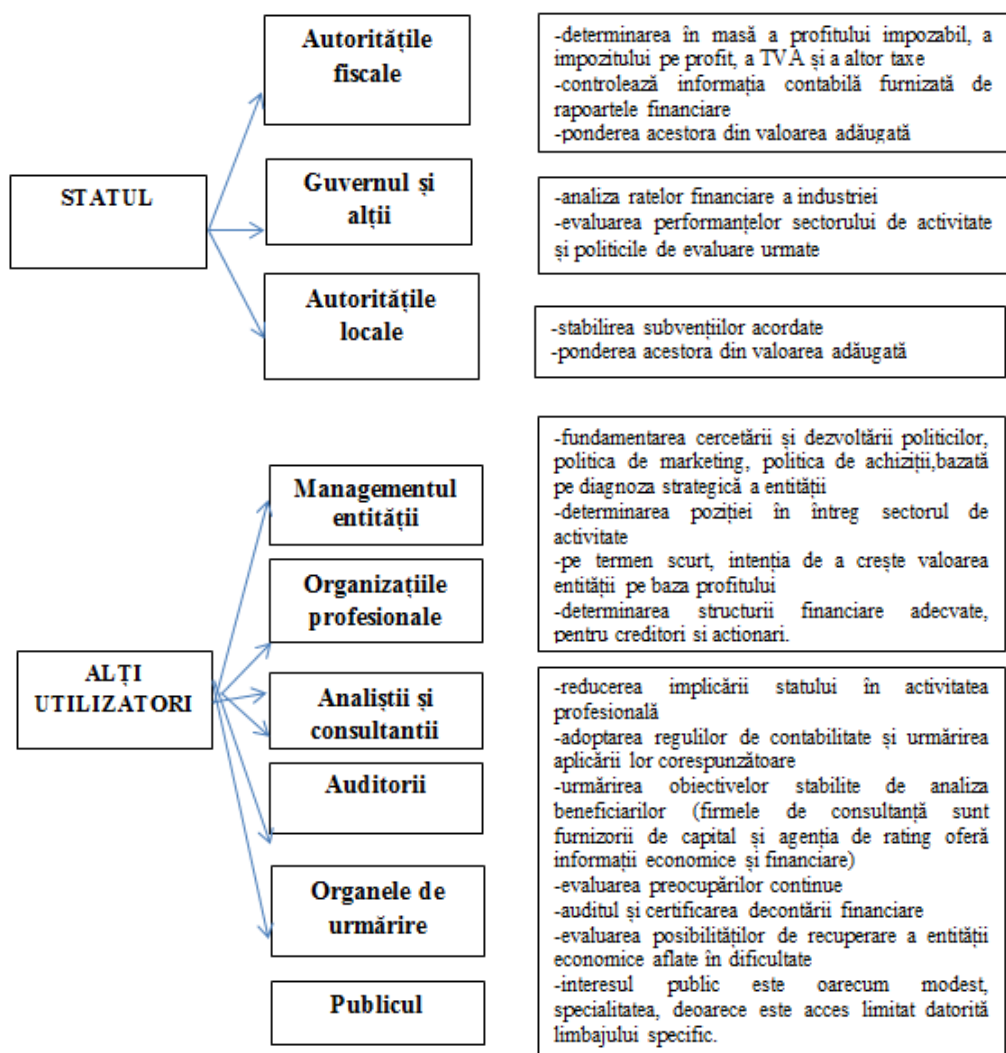 Autoritățile
fiscale
-determinarea în masă a profitului impozabil, a
impozitului pe profit, a TVA și a altor taxe
-controlează informația contabilă furnizată de
rapoartele financiare
-ponderea acestora din valoarea adăugată
STATUL
Guvernul și
alții
-analiza ratelor financiare a industriei
-evaluarea performanțelor sectorului de activitate
și politicile de evaluare urmate
Autoritățile
locale
-stabilirea subvențiilor acordate
-ponderea acestora din valoarea adăugată
ALȚI
UTILIZATORI
Managementul
entității
-fundamentarea cercetării și dezvoltării politicilor,
politica de marketing, politica de achiziții,bazată
pe diagnoza strategică a entității
-determinarea poziției în întreg sectorul de
activitate
-pe termen scurt, intenția de a crește valoarea
entității pe baza profitului
-determinarea structurii financiare adecvate,
pentru creditori si actionari.
Organizațiile
profesionale
Analiștii și
consultantii
Auditorii
Organele de
urmărire
Publicul
-reducerea implicării statului în activitatea
profesională
-adoptarea regulilor de contabilitate și urmărirea
aplicării lor corespunzătoare
-urmărirea obiectivelor stabilite de analiza
beneficiarilor (firmele de consultanță sunt
furnizorii de capital și agenția de rating oferă
informații economice și financiare)
-evaluarea preocupărilor continue
-auditul și certificarea decontării financiare
-evaluarea posibilităților de recuperare a entității
economice aflate în dificultate
-interesul public este oarecum modest,
specialitatea, deoarece este acces limitat datorită
limbajului specific.